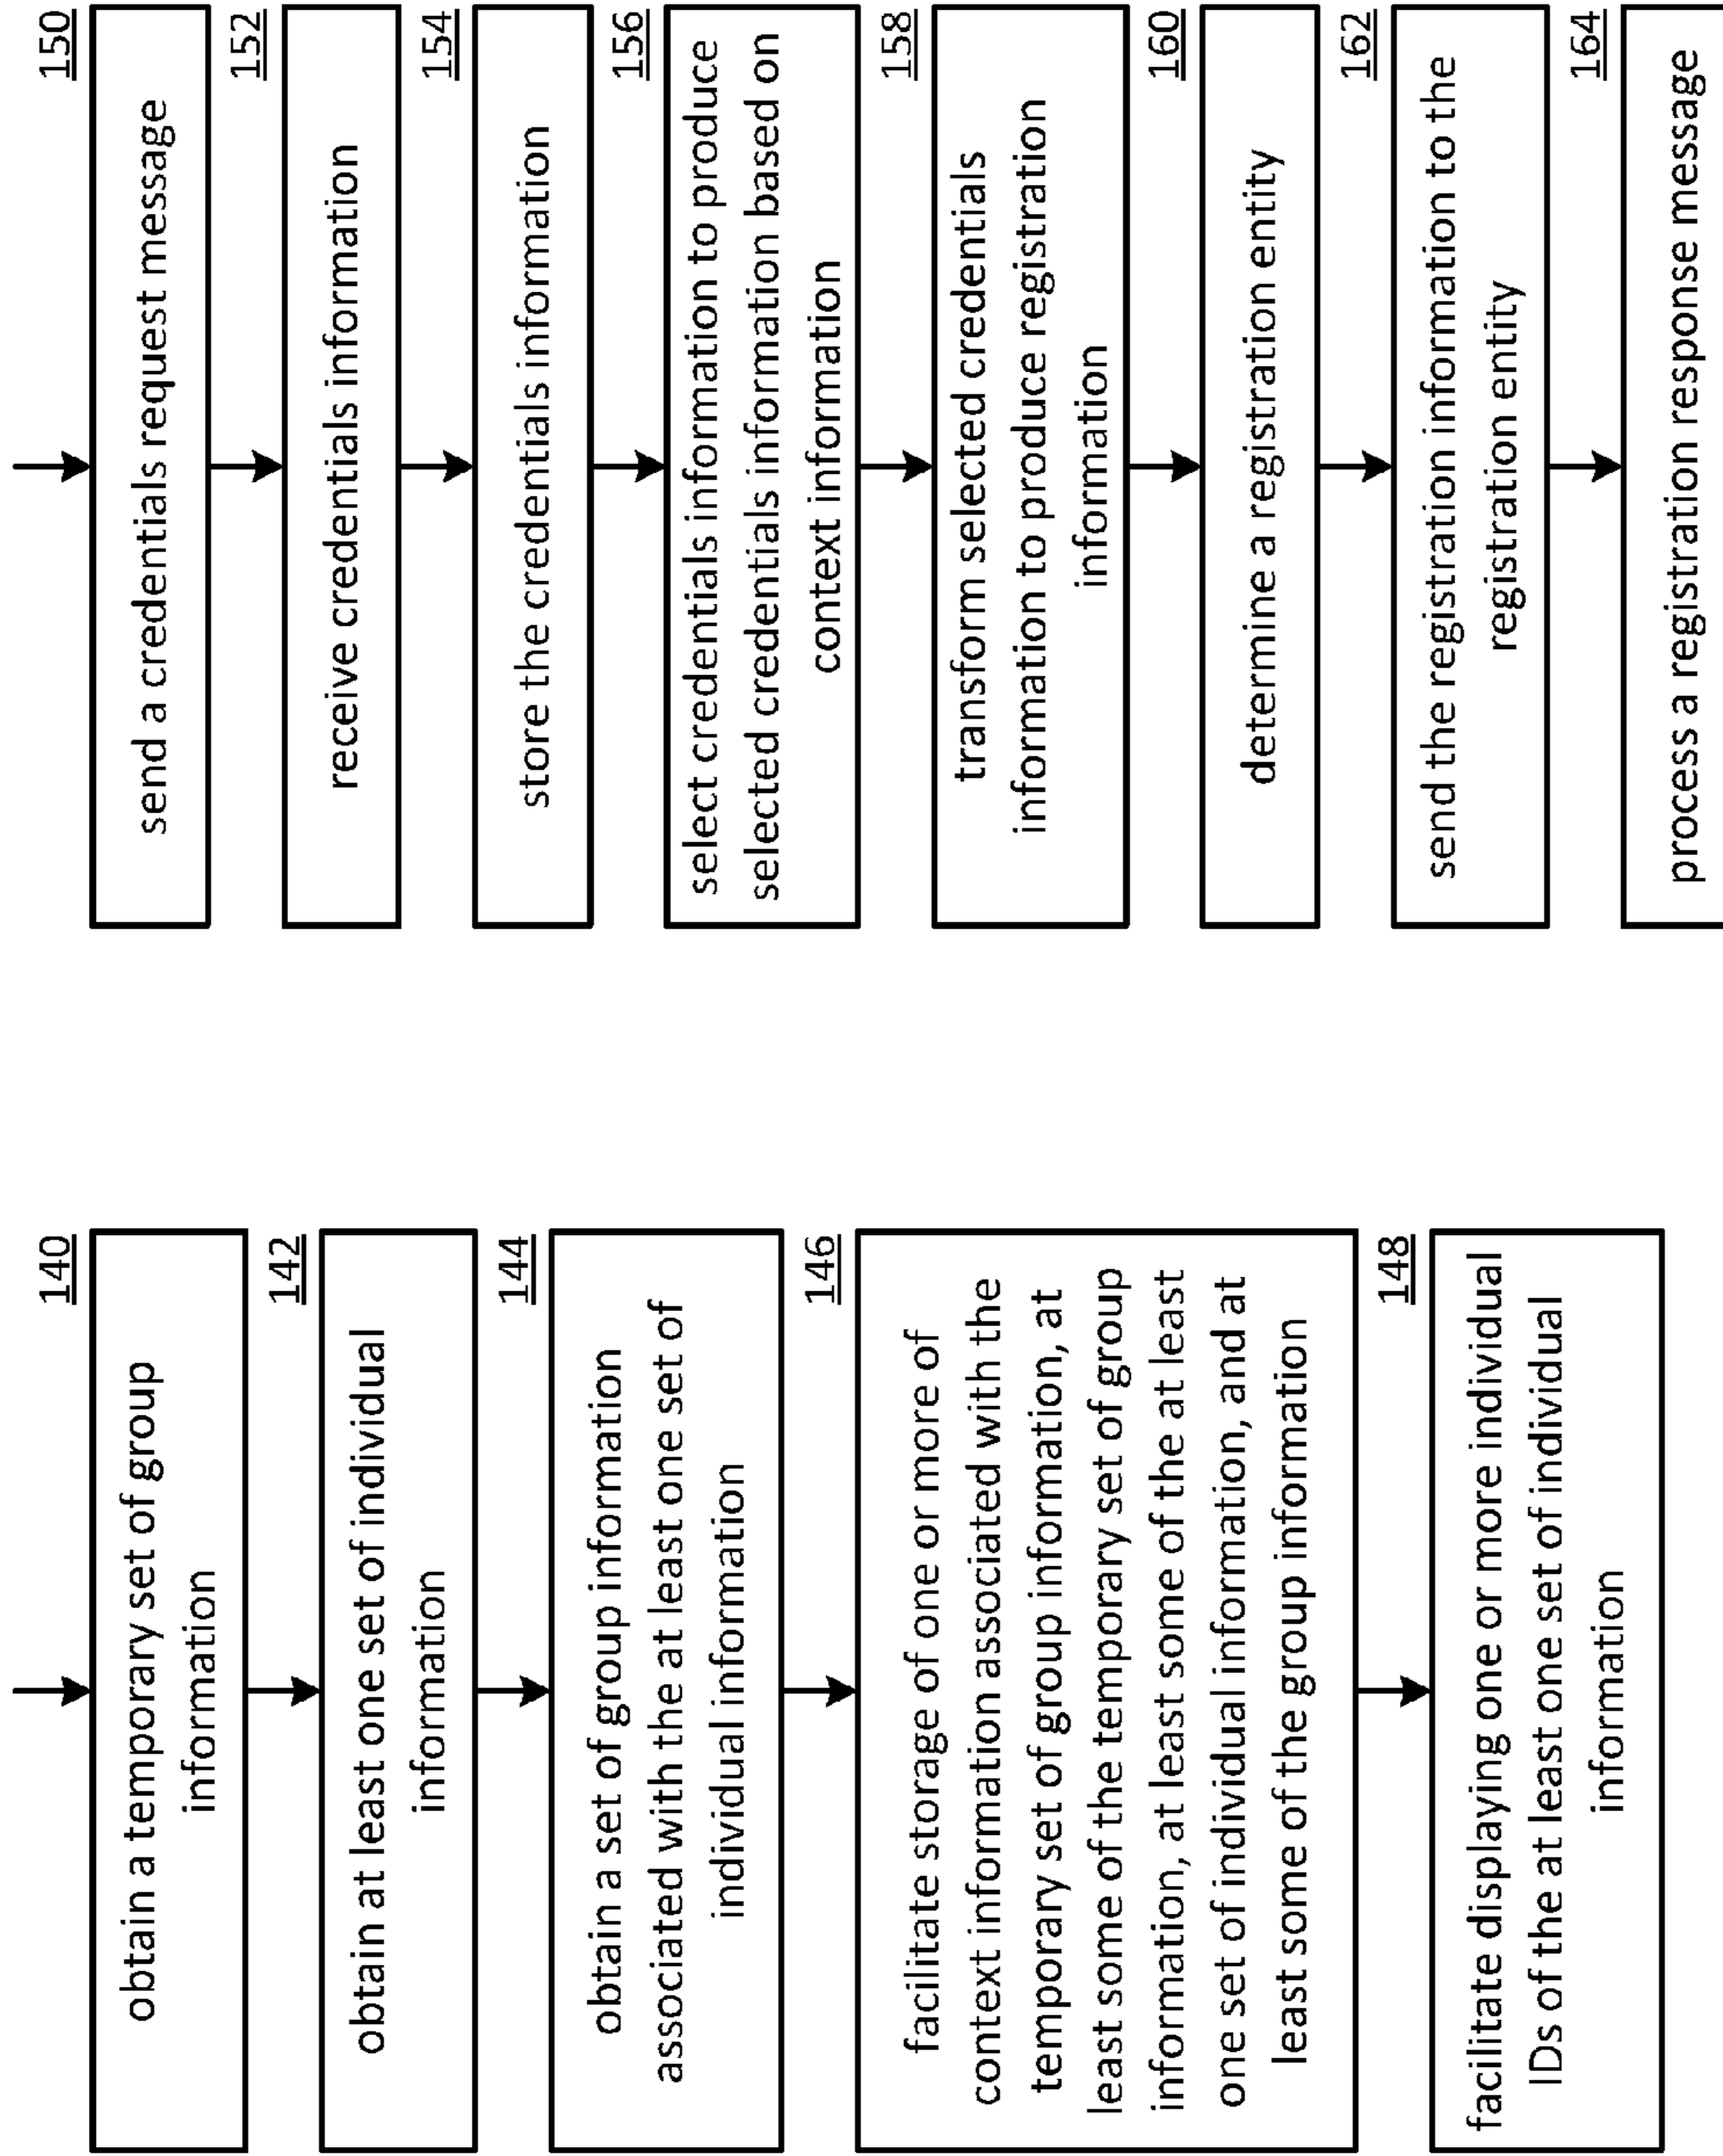 140
obtain a temporary set of group
information
142
obtain at least one set of individual
information
144
obtain a set of group information
associated with the at least one set of
individual information
146
facilitate storage of one or more of
context information associated with the
temporary set of group information, at
least some of the temporary set of group
information, at least some of the at least
one set of individual information, and at
least some of the group information
148
facilitate displaying one or more individual
IDs of the at least one set of individual
information
150
send a credentials request message
152
receive credentials information
154
store the credentials information
156
select credentials information to produce
selected credentials information based on
context information
158
transform selected credentials
information to produce registration
information
160
determine a registration entity
162
send the registration information to the
registration entity
164
process a registration response message